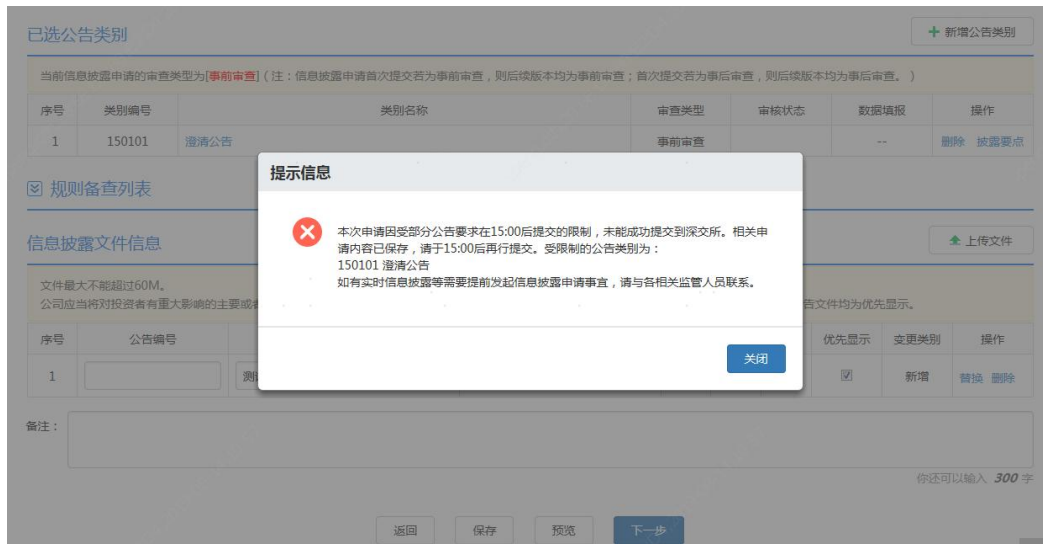 已选公告类别
+ 新增公告类别
当前信息披露申请的审查类型为[事前审查]（注：信息披露申请首次提交若为事前审查，则后续版本均为事前审查；首次提交若为事后审查，则后续版本均为事后审查。）
序号 类别编号 类别名称 审查类型 审核状态 数据填报 操作
1 150101 澄清公告 事前审查 -- 删除 披露要点
提示信息
规则备查列表
本次申请因受部分公告要求在15:00后提交的限制，未能成功提交到深交所。相关申
请内容已保存，请于15:00后再行提交。受限制的公告类别为：
150101 澄清公告
如有实时信息披露等需要提前发起信息披露申请事宜，请与各相关监管人员联系。
信息披露文件信息
上传文件
文件最大不能超过60M。
公司应当将对投资者有重大影响的主要或 告文件均为优先显示。
序号 公告编号 优先显示 变更类别 操作
关闭
1 新增 替换 删除
备注：
你还可以输入 300 字
返回 保存 预览 下一步